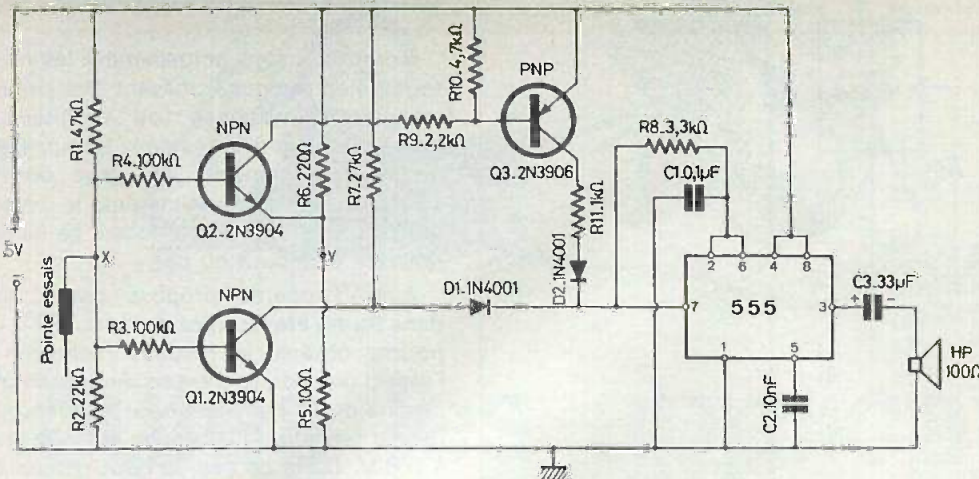 R1.47kΩ
R4.100kΩ
NPN
Q2.2N3904
R6.220Ω
R7.27kΩ
R9.2,2kΩ
R10.4,7kΩ
PNP
Q3.2N3906
R11.1kΩ
D2.1N4001
R8.3,3kΩ
C1.0,1µF
+
5V
X
Y
Pointe essais
R3.100kΩ
NPN
Q1.2N3904
R2.22kΩ
R5.100Ω
D1.1N4001
2 6 4 8
7 555 3
1 5
C3.33µF
+ -
HP
100Ω
C2.10nF